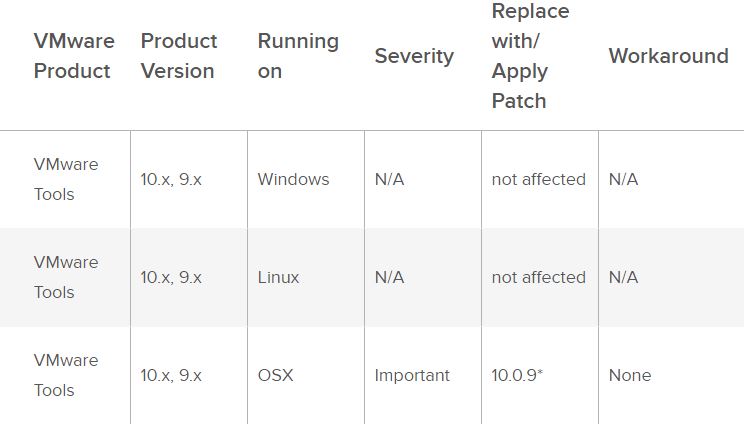 VMware Product Product Version Running on Severity Replace with/ Apply Patch Workaround
VMware Tools 10.x, 9.x Windows N/A not affected N/A
VMware Tools 10.x, 9.x Linux N/A not affected N/A
VMware Tools 10.x, 9.x OSX Important 10.0.9* None